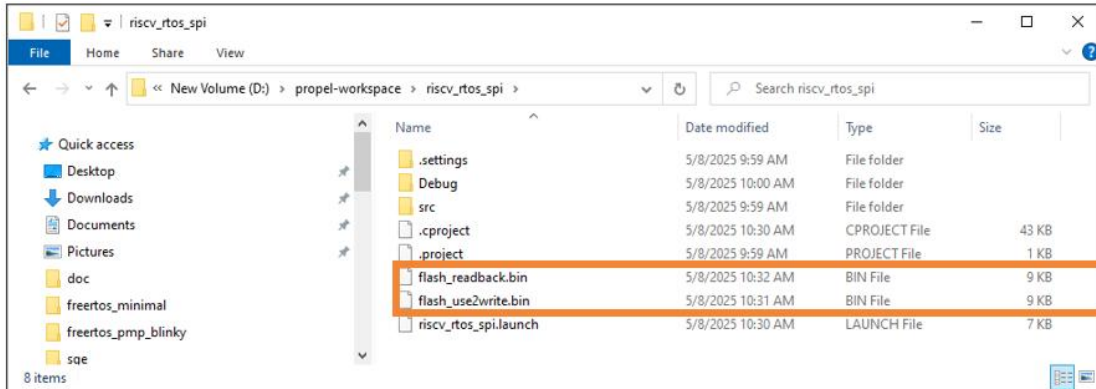 riscv_rtos_spi
File Home Share View
« New Volume (D:) › propel-workspace › riscv_rtos_spi ›
Search riscv_rtos_spi
Quick access
Desktop
Downloads
Documents
Pictures
doc
freertos_minimal
freertos_pmp_blinky
sge
Name Date modified Type Size
.settings 5/8/2025 9:59 AM File folder
Debug 5/8/2025 10:00 AM File folder
src 5/8/2025 9:59 AM File folder
.cproject 5/8/2025 10:30 AM CPROJECT File 43 KB
.project 5/8/2025 9:59 AM PROJECT File 1 KB
flash_readback.bin 5/8/2025 10:32 AM BIN File 9 KB
flash_use2write.bin 5/8/2025 10:31 AM BIN File 9 KB
riscv_rtos_spi.launch 5/8/2025 10:30 AM LAUNCH File 7 KB
8 items